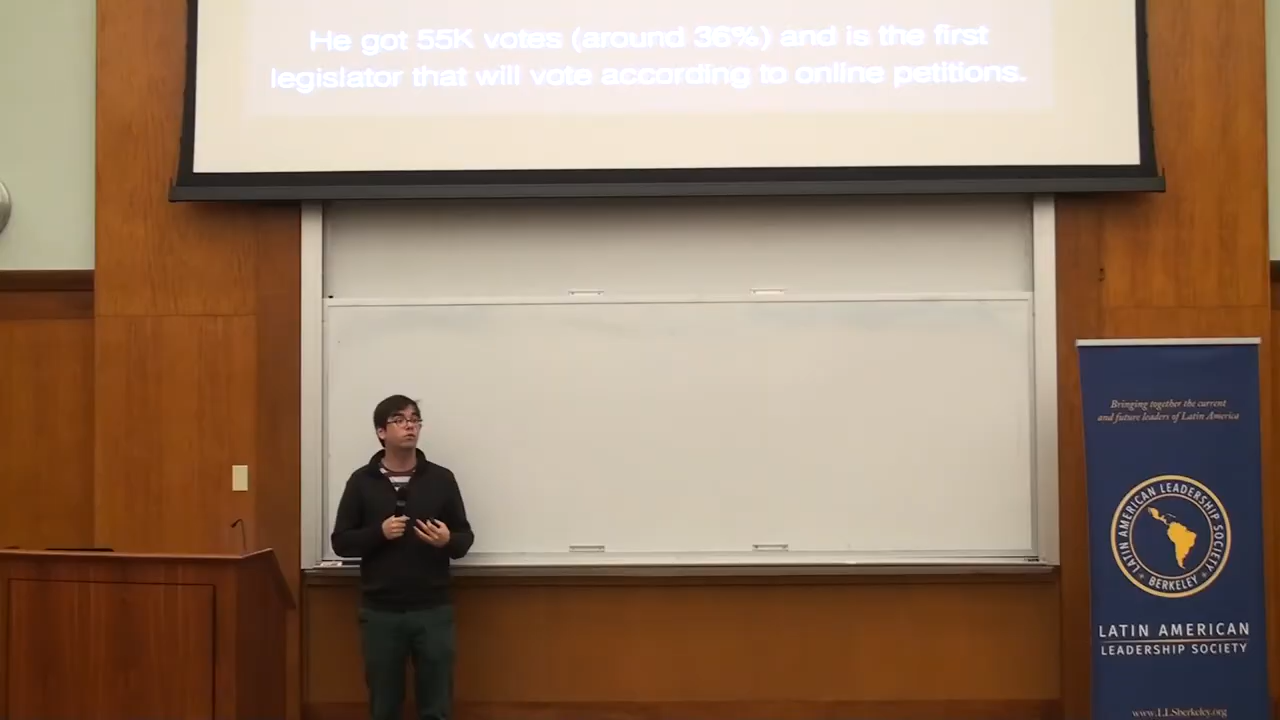 He got 55K votes (around 36%) and is the first
legislator that will vote according to online petitions.
Bringing together the current
and future leaders of Latin America
LATIN AMERICAN LEADERSHIP SOCIETY
BERKELEY
LATIN AMERICAN
LEADERSHIP SOCIETY
www.LLSberkeley.org